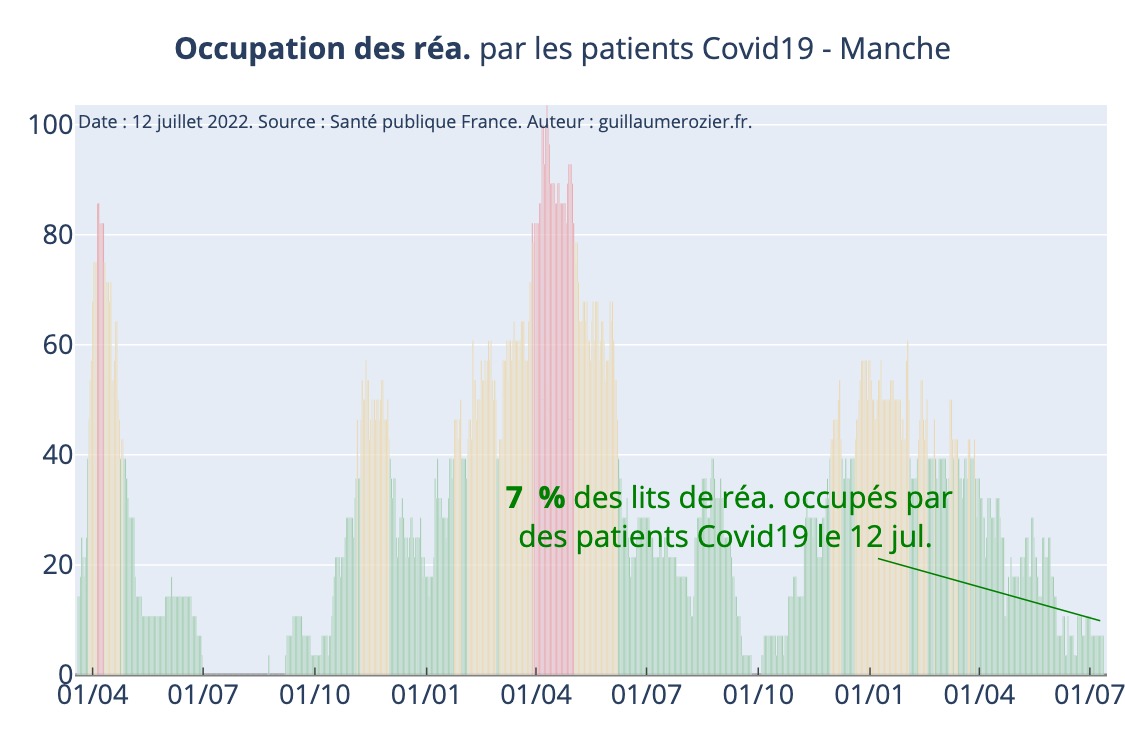 Occupation des réa. par les patients Covid19 - Manche
Date : 12 juillet 2022. Source : Santé publique France. Auteur : guillaumerozier.fr.
100
80
60
40
20
0
7 % des lits de réa. occupés par
des patients Covid19 le 12 jul.
01/04 01/07 01/10 01/01 01/04 01/07 01/10 01/01 01/04 01/07